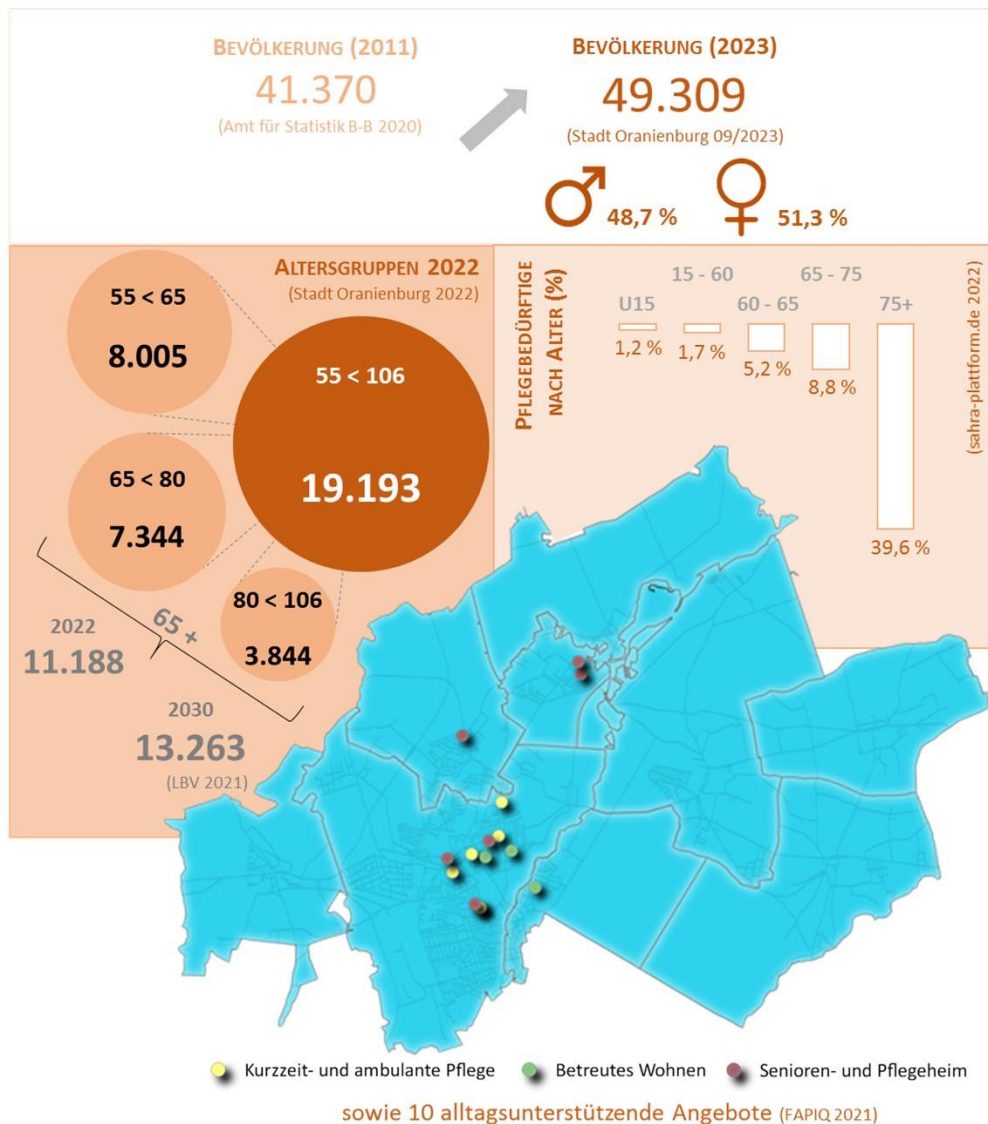 BEVÖLKERUNG (2011)
41.370
(Amt für Statistik B-B 2020)
BEVÖLKERUNG (2023)
49.309
(Stadt Oranienburg 09/2023)
48,7 %
51,3 %
ALTERSGRUPPEN 2022
(Stadt Oranienburg 2022)
55 < 65
8.005
55 < 106
19.193
65 < 80
7.344
80 < 106
3.844
65 +
2022
11.188
2030
13.263
(LBV 2021)
PFLEGEBEDÜRFTIGE
NACH ALTER (%)
U15
1,2 %
15 - 60
1,7 %
60 - 65
5,2 %
65 - 75
8,8 %
75+
39,6 %
(sahra-plattform.de 2022)
Kurzzeit- und ambulante Pflege
Betreutes Wohnen
Senioren- und Pflegeheim
sowie 10 alltagsunterstützende Angebote (FAPIQ 2021)